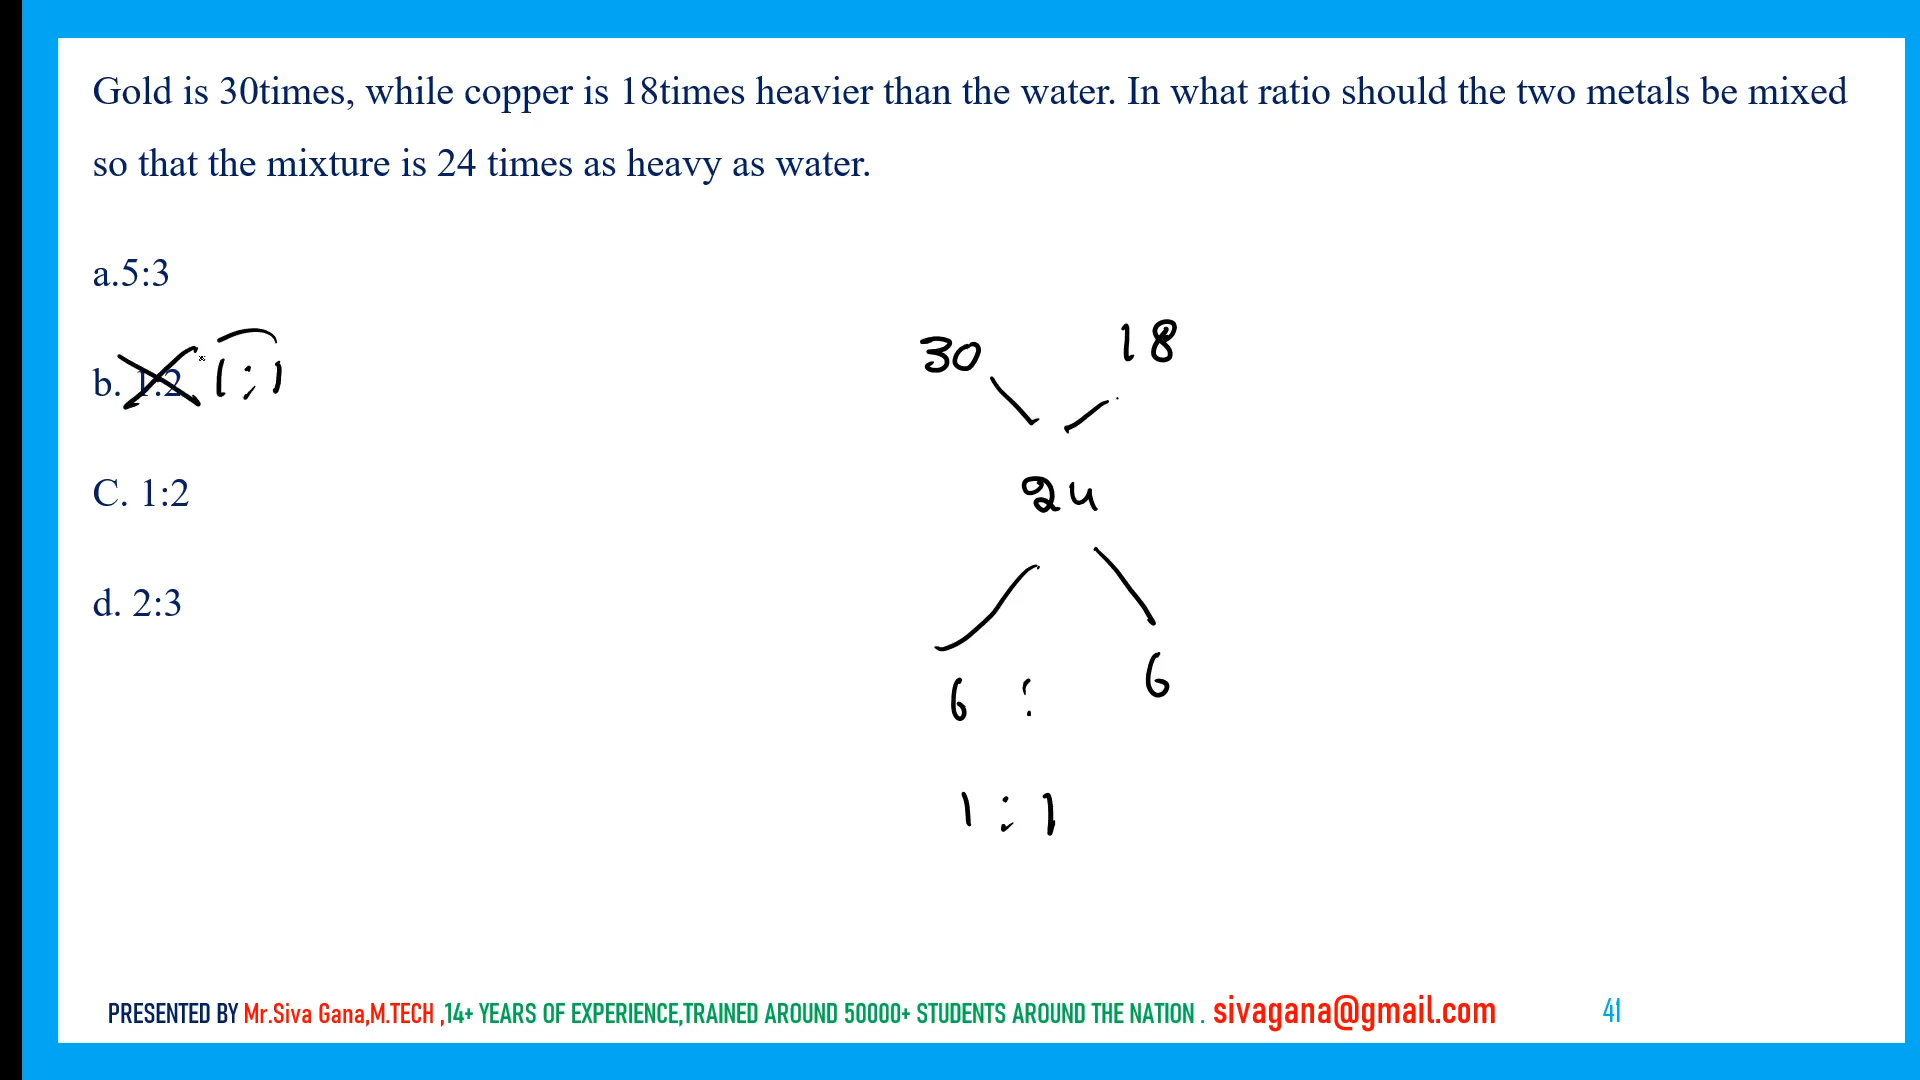 Gold is 30times, while copper is 18times heavier than the water. In what ratio should the two metals be mixed
so that the mixture is 24 times as heavy as water.
a.5:3
b. 1:2 1:1
C. 1:2
d. 2:3
30 18
24
6 : 6
1:1
PRESENTED BY Mr.Siva Gana,M.TECH ,14+ YEARS OF EXPERIENCE,TRAINED AROUND 50000+ STUDENTS AROUND THE NATION . sivagana@gmail.com 41